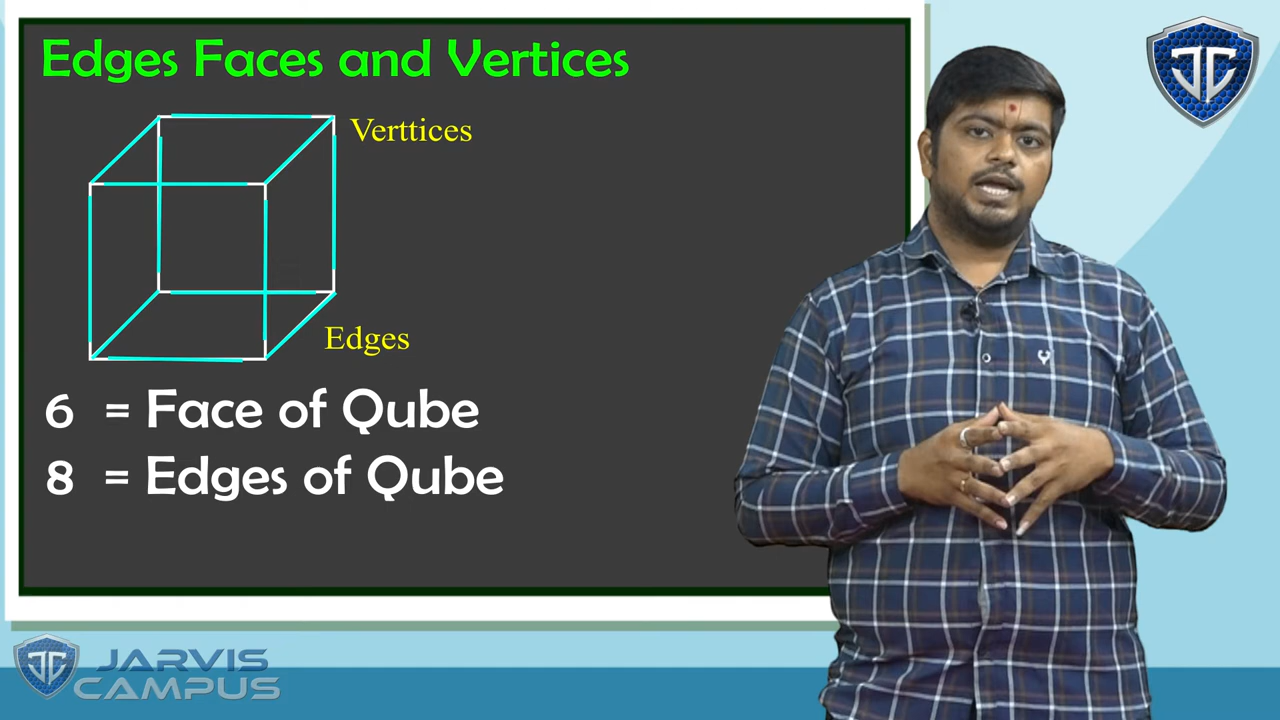 Edges Faces and Vertices
Verttices
Edges
6 = Face of Qube
8 = Edges of Qube
JC
JC
JARVIS
CAMPUS